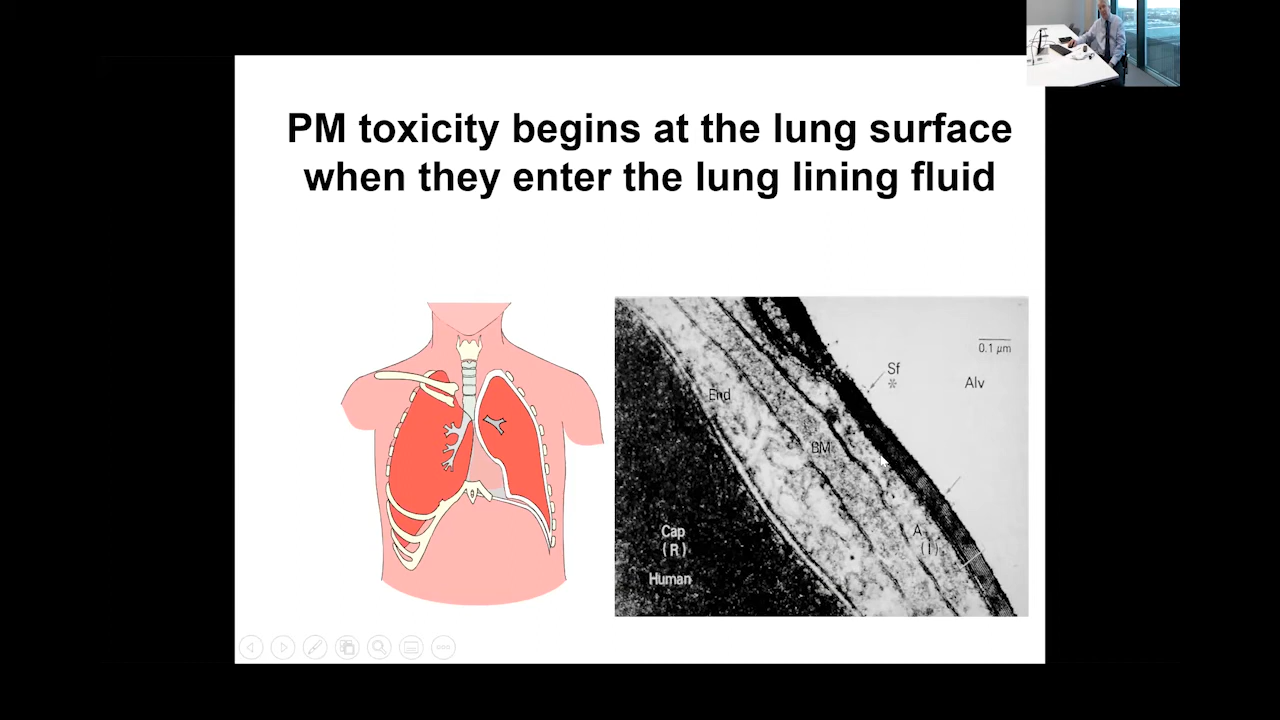 PM toxicity begins at the lung surface
when they enter the lung lining fluid
0.1 μm
Sf
*
Alv
End
BM
A
(I)
Cap
(R)
Human